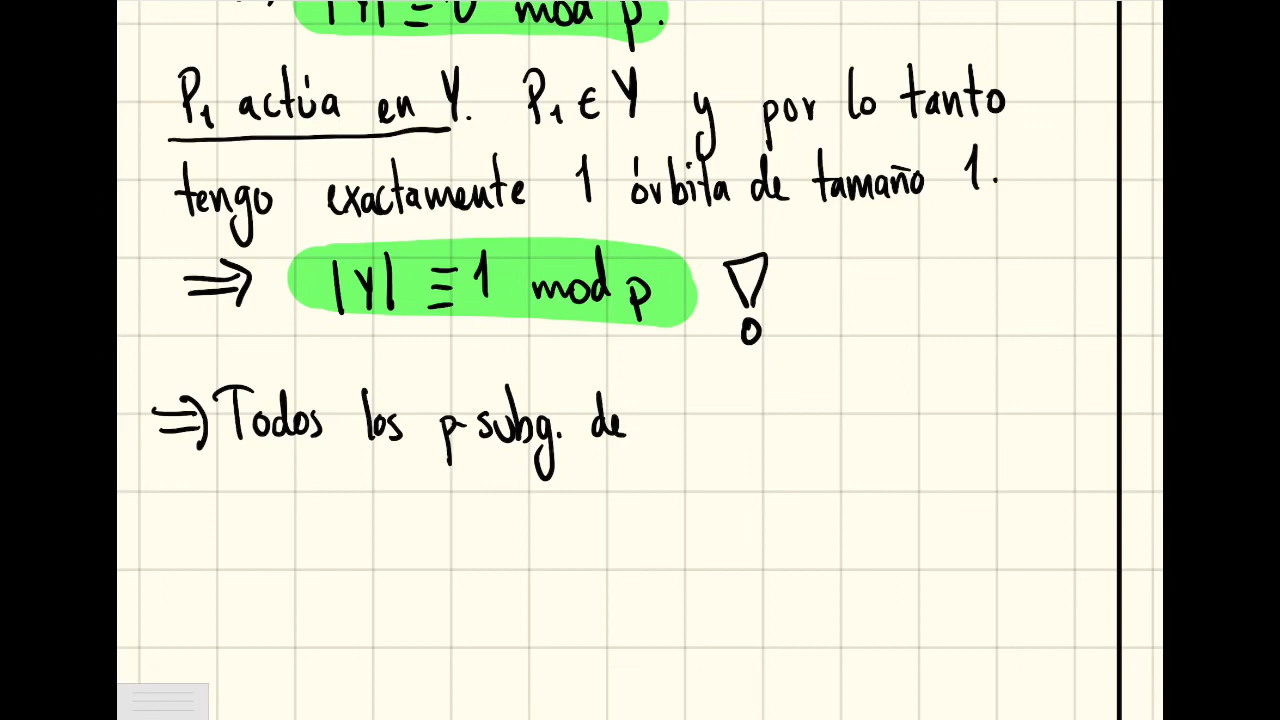 |Y| ≡ 0 mod p.
P₁ actúa en Y. P₁ ∈ Y y por lo tanto
tengo exactamente 1 órbita de tamaño 1.
⇒ |Y| ≡ 1 mod p !
⇒ Todos los p-subg. de